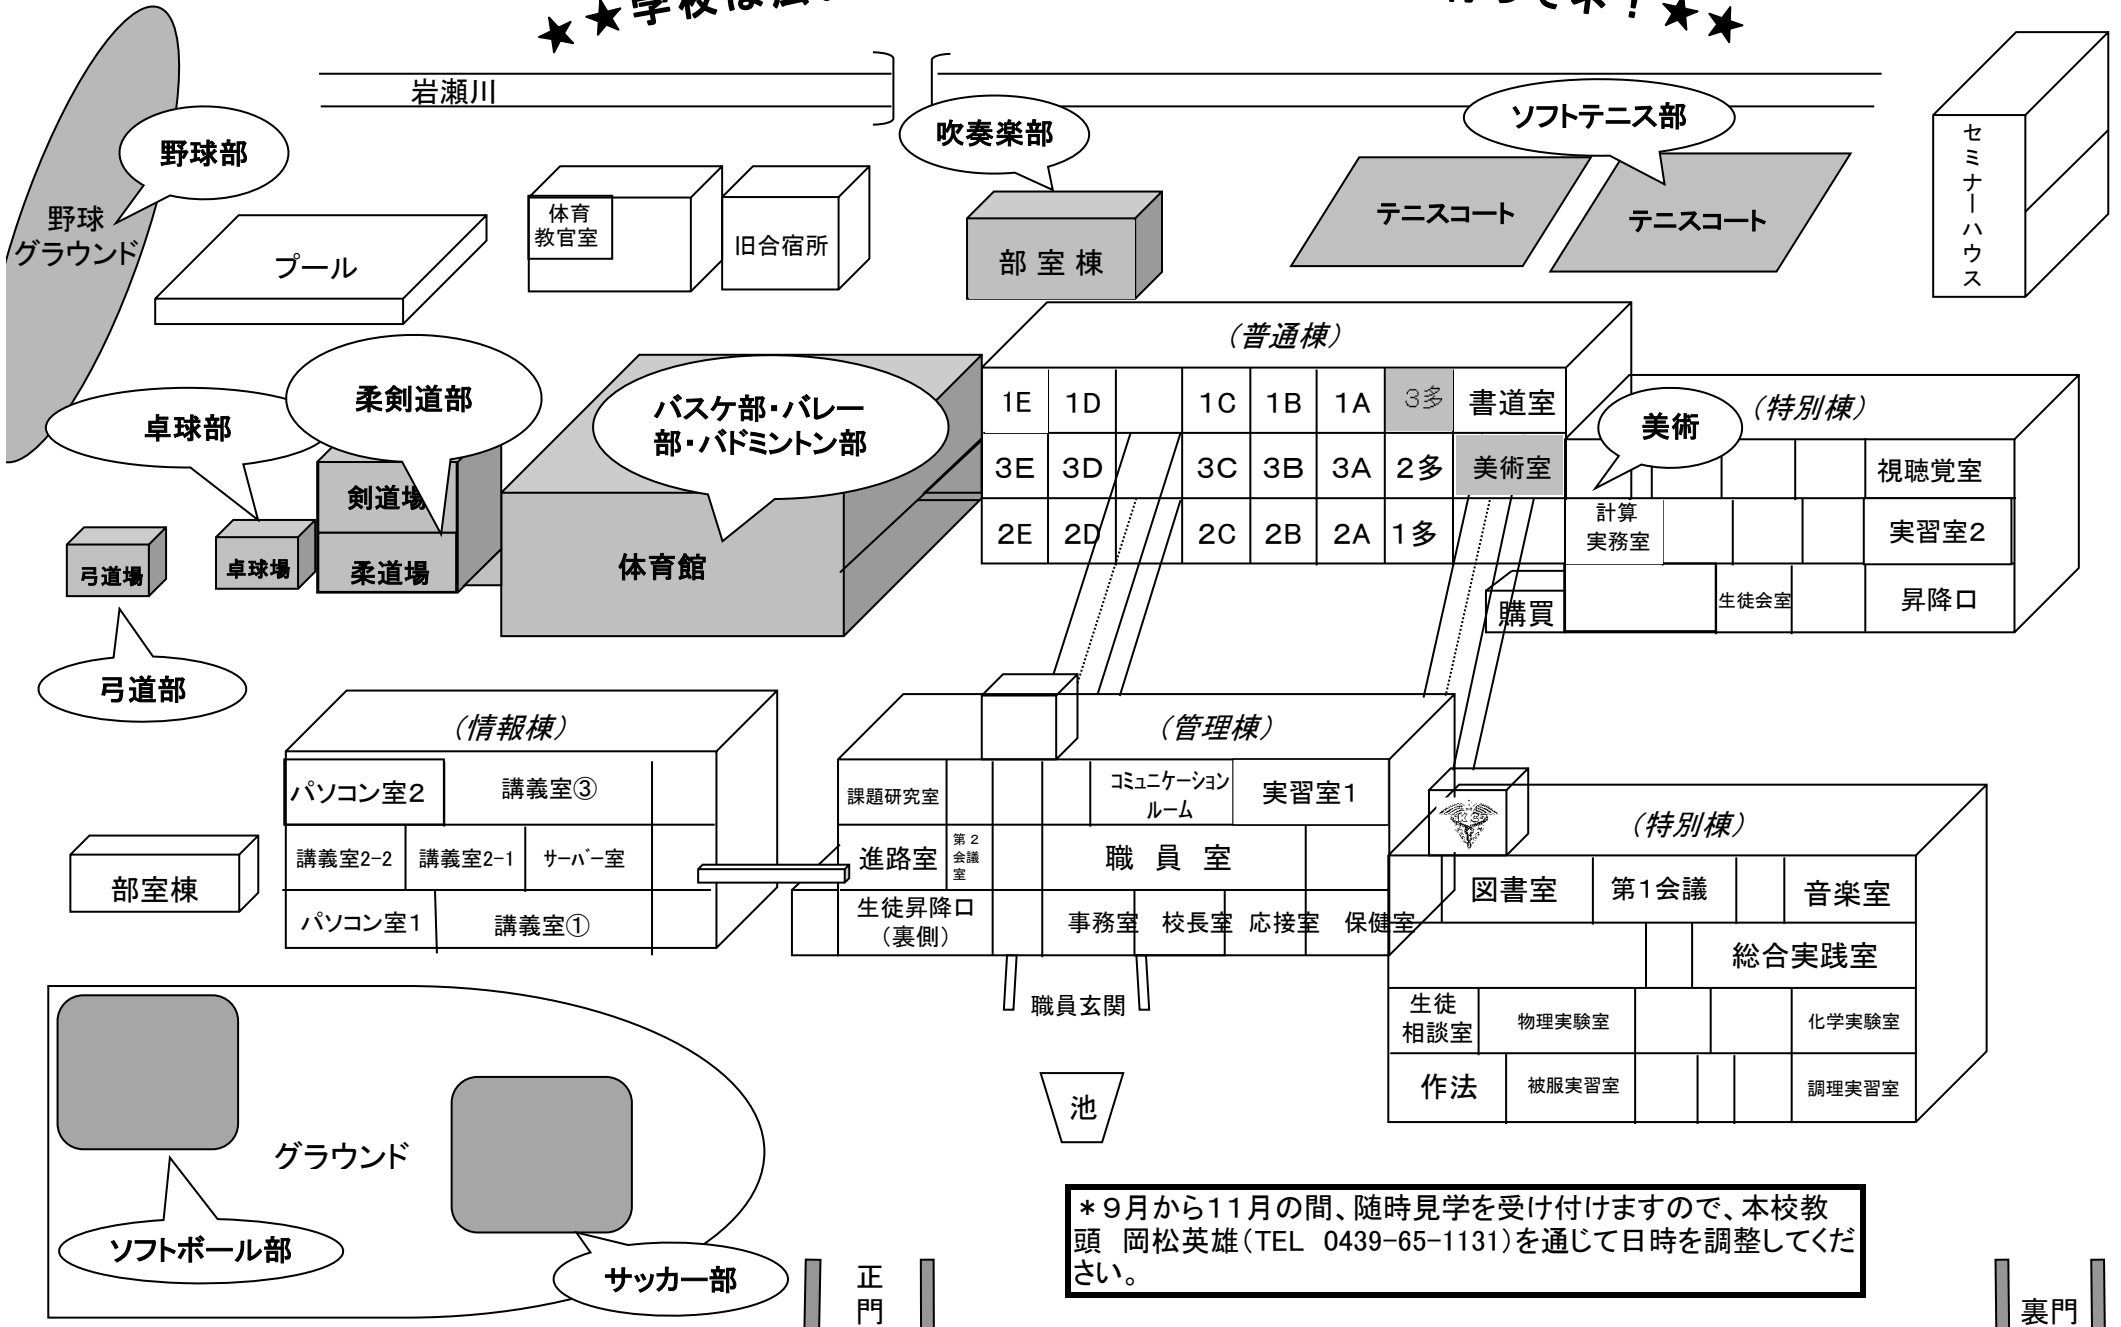 ★★学校は
！★★
岩瀬川
野球部
吹奏楽部
ソフトテニス部
セミナーハウス
野球
グラウンド
プール
体育
教官室
旧合宿所
部 室 棟
テニスコート
テニスコート
（普通棟）
柔剣道部
卓球部
バスケ部・バレー
部・バドミントン部
1E 1D 1C 1B 1A 3多 書道室
美術
（特別棟）
3E 3D 3C 3B 3A 2多 美術室
視聴覚室
剣道場
2E 2D 2C 2B 2A 1多
計算
実務室
実習室2
弓道場
卓球場
柔道場
体育館
購買
生徒会室
昇降口
弓道部
（情報棟）
（管理棟）
パソコン室2 講義室③
課題研究室
コミュニケーション
ルーム
実習室1
（特別棟）
講義室2-2 講義室2-1 サーバー室
進路室
第２
会議
室
職 員 室
部室棟
パソコン室1 講義室①
生徒昇降口
（裏側）
事務室 校長室 応接室 保健室
図書室 第1会議 音楽室
総合実践室
職員玄関
生徒
相談室
物理実験室
化学実験室
作法 被服実習室 調理実習室
池
グラウンド
ソフトボール部
サッカー部
正
門
＊９月から１１月の間、随時見学を受け付けますので、本校教
頭　岡松英雄（TEL　0439-65-1131）を通じて日時を調整してくだ
さい。
裏門